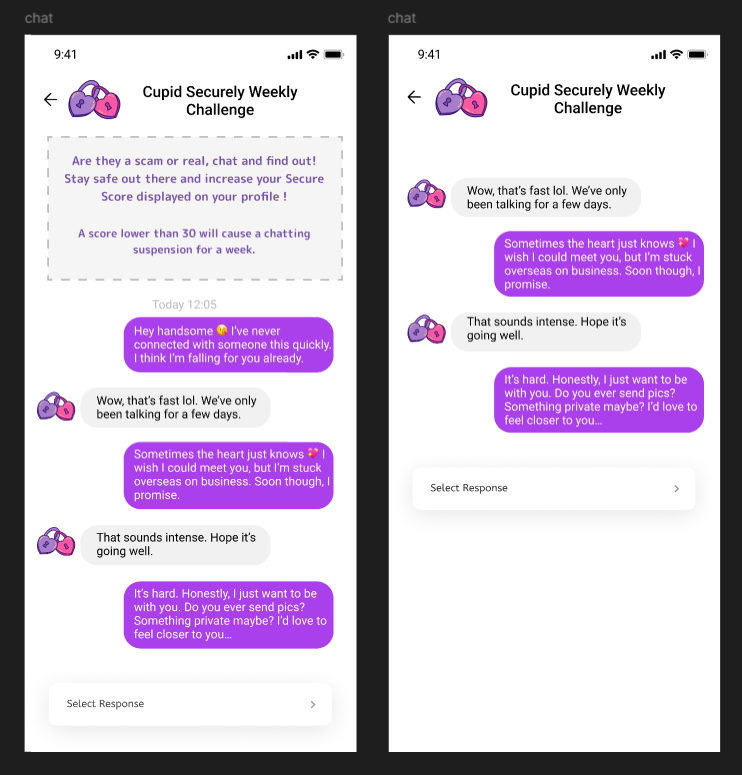 chat
9:41
Cupid Securely Weekly
Challenge
Are they a scam or real, chat and find out!
Stay safe out there and increase your Secure
Score displayed on your profile !
A score lower than 30 will cause a chatting
suspension for a week.
Today 12:05
Hey handsome 😘 I've never
connected with someone this quickly.
I think I'm falling for you already.
Wow, that's fast lol. We've only
been talking for a few days.
Sometimes the heart just knows 💖 I
wish I could meet you, but I'm stuck
overseas on business. Soon though, I
promise.
That sounds intense. Hope it's
going well.
It's hard. Honestly, I just want to be
with you. Do you ever send pics?
Something private maybe? I'd love to
feel closer to you…
Select Response
chat
9:41
Cupid Securely Weekly
Challenge
Wow, that's fast lol. We've only
been talking for a few days.
Sometimes the heart just knows 💖 I
wish I could meet you, but I'm stuck
overseas on business. Soon though, I
promise.
That sounds intense. Hope it's
going well.
It's hard. Honestly, I just want to be
with you. Do you ever send pics?
Something private maybe? I'd love to
feel closer to you…
Select Response